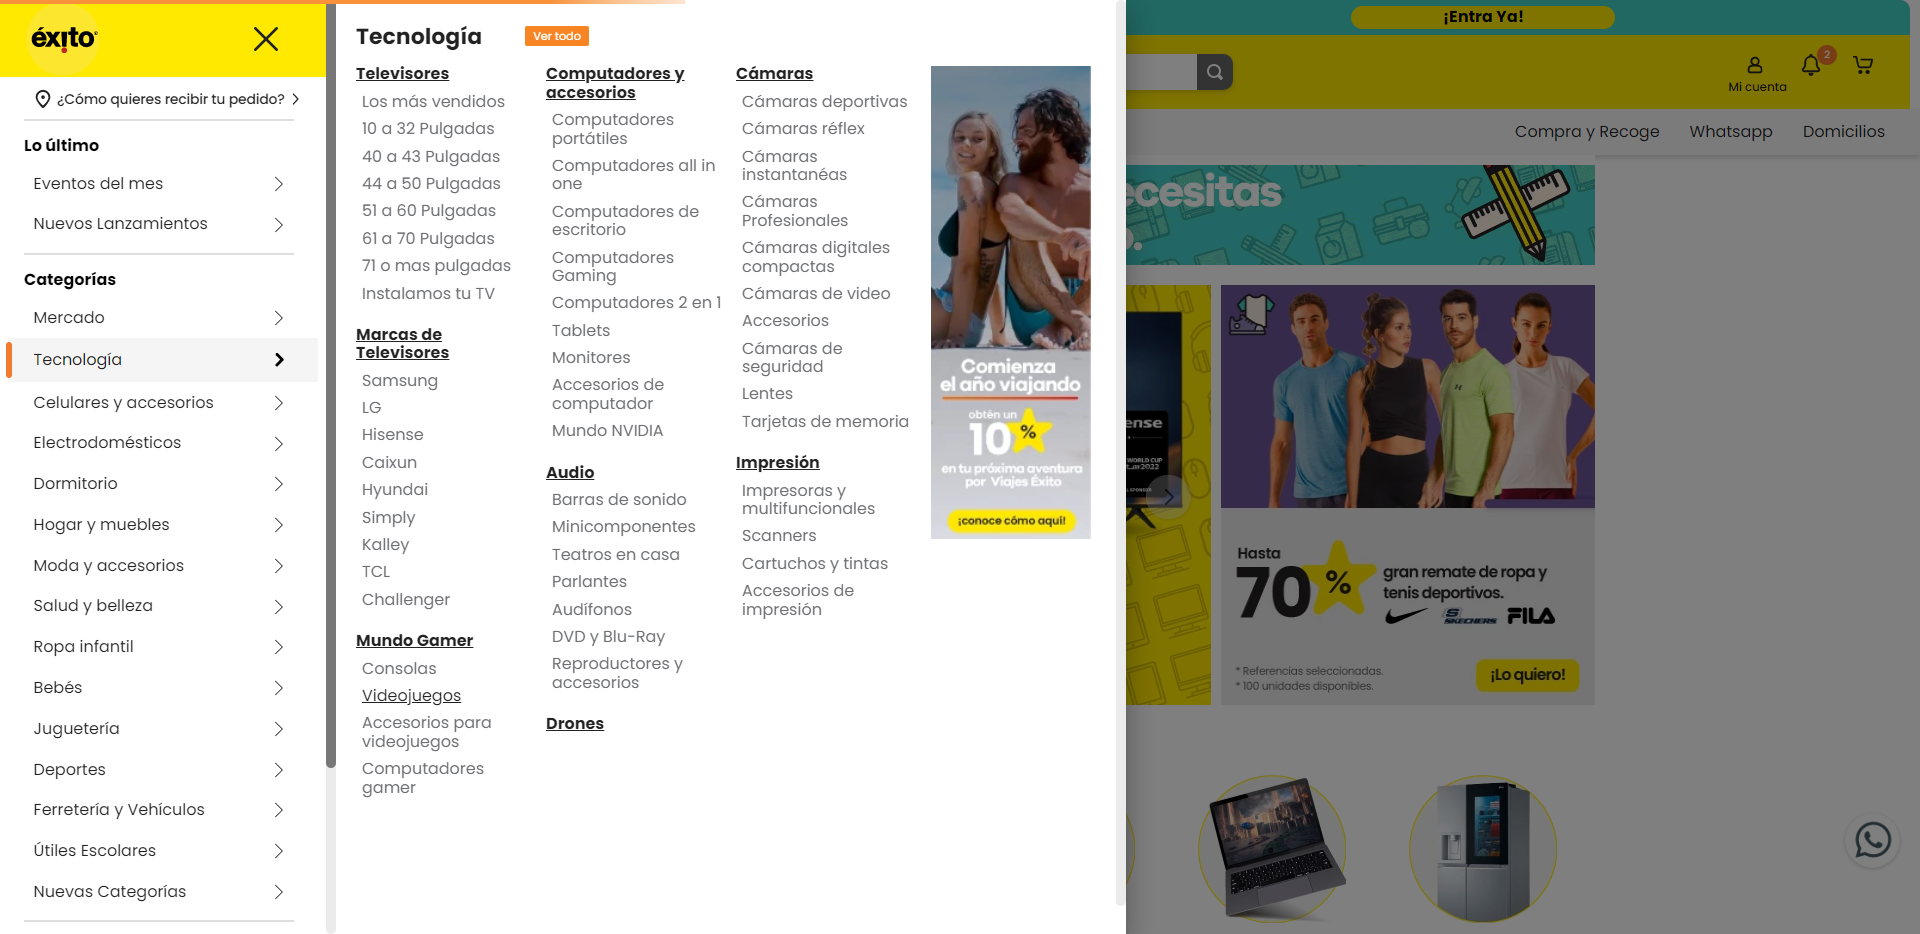 éxito
¿Cómo quieres recibir tu pedido?
Lo último
Eventos del mes
Nuevos Lanzamientos
Categorías
Mercado
Tecnología
Celulares y accesorios
Electrodomésticos
Dormitorio
Hogar y muebles
Moda y accesorios
Salud y belleza
Ropa infantil
Bebés
Juguetería
Deportes
Ferretería y Vehículos
Útiles Escolares
Nuevas Categorías
Tecnología
Ver todo
Televisores
Los más vendidos
10 a 32 Pulgadas
40 a 43 Pulgadas
44 a 50 Pulgadas
51 a 60 Pulgadas
61 a 70 Pulgadas
71 o mas pulgadas
Instalamos tu TV
Marcas de
Televisores
Samsung
LG
Hisense
Caixun
Hyundai
Simply
Kalley
TCL
Challenger
Mundo Gamer
Consolas
Videojuegos
Accesorios para
videojuegos
Computadores
gamer
Computadores y
accesorios
Computadores
portátiles
Computadores all in
one
Computadores de
escritorio
Computadores
Gaming
Computadores 2 en 1
Tablets
Monitores
Accesorios de
computador
Mundo NVIDIA
Audio
Barras de sonido
Minicomponentes
Teatros en casa
Parlantes
Audífonos
DVD y Blu-Ray
Reproductores y
accesorios
Drones
Cámaras
Cámaras deportivas
Cámaras réflex
Cámaras
instantanéas
Cámaras
Profesionales
Cámaras digitales
compactas
Cámaras de video
Accesorios
Cámaras de
seguridad
Lentes
Tarjetas de memoria
Impresión
Impresoras y
multifuncionales
Scanners
Cartuchos y tintas
Accesorios de
impresión
Comienza
el año viajando
obtén un
10%
en tu próxima aventura
por Viajes Éxito
¡conoce cómo aquí!
¡Entra Ya!
2
Mi cuenta
Compra y Recoge
Whatsapp
Domicilios
ecesitas
ense
WORLD CUP
Hasta
70%
gran remate de ropa y
tenis deportivos.
SKECHERS
FILA
* Referencias seleccionadas.
* 100 unidades disponibles.
¡Lo quiero!